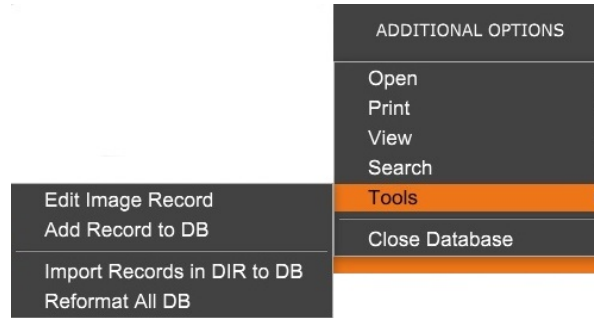 ADDITIONAL OPTIONS
Open
Print
View
Search
Tools
Close Database
Edit Image Record
Add Record to DB
Import Records in DIR to DB
Reformat All DB